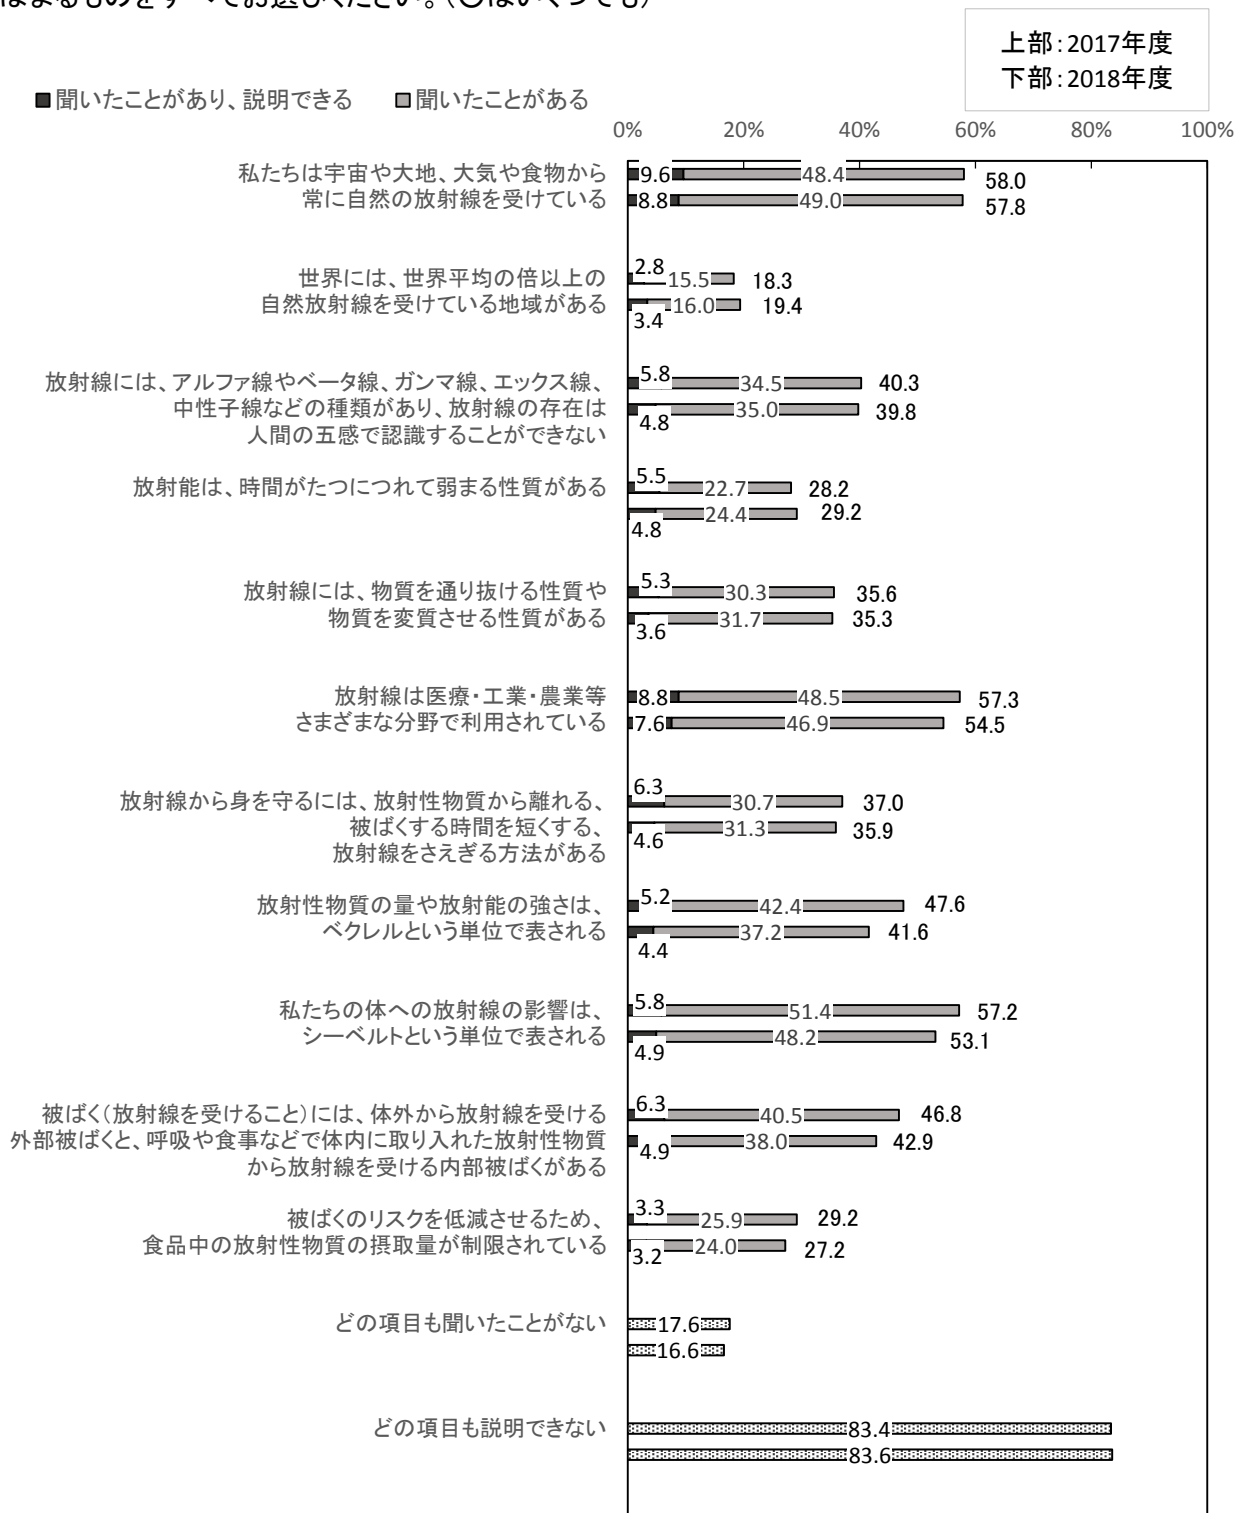 はまるものをすべてお選びください。(○はいくつでも)
上部:2017年度
下部:2018年度
■聞いたことがあり、説明できる ■聞いたことがある
0% 20% 40% 60% 80% 100%
私たちは宇宙や大地、大気や食物から
常に自然の放射線を受けている
9.6 48.4 58.0
8.8 49.0 57.8
世界には、世界平均の倍以上の
自然放射線を受けている地域がある
2.8 15.5 18.3
3.4 16.0 19.4
放射線には、アルファ線やベータ線、ガンマ線、エックス線、
中性子線などの種類があり、放射線の存在は
人間の五感で認識することができない
5.8 34.5 40.3
4.8 35.0 39.8
放射能は、時間がたつにつれて弱まる性質がある
5.5 22.7 28.2
4.8 24.4 29.2
放射線には、物質を通り抜ける性質や
物質を変質させる性質がある
5.3 30.3 35.6
3.6 31.7 35.3
放射線は医療・工業・農業等
さまざまな分野で利用されている
8.8 48.5 57.3
7.6 46.9 54.5
放射線から身を守るには、放射性物質から離れる、
被ばくする時間を短くする、
放射線をさえぎる方法がある
6.3 30.7 37.0
4.6 31.3 35.9
放射性物質の量や放射能の強さは、
ベクレルという単位で表される
5.2 42.4 47.6
4.4 37.2 41.6
私たちの体への放射線の影響は、
シーベルトという単位で表される
5.8 51.4 57.2
4.9 48.2 53.1
被ばく(放射線を受けること)には、体外から放射線を受ける
外部被ばくと、呼吸や食事などで体内に取り入れた放射性物質
から放射線を受ける内部被ばくがある
6.3 40.5 46.8
4.9 38.0 42.9
被ばくのリスクを低減させるため、
食品中の放射性物質の摂取量が制限されている
3.3 25.9 29.2
3.2 24.0 27.2
どの項目も聞いたことがない
17.6
16.6
どの項目も説明できない
83.4
83.6